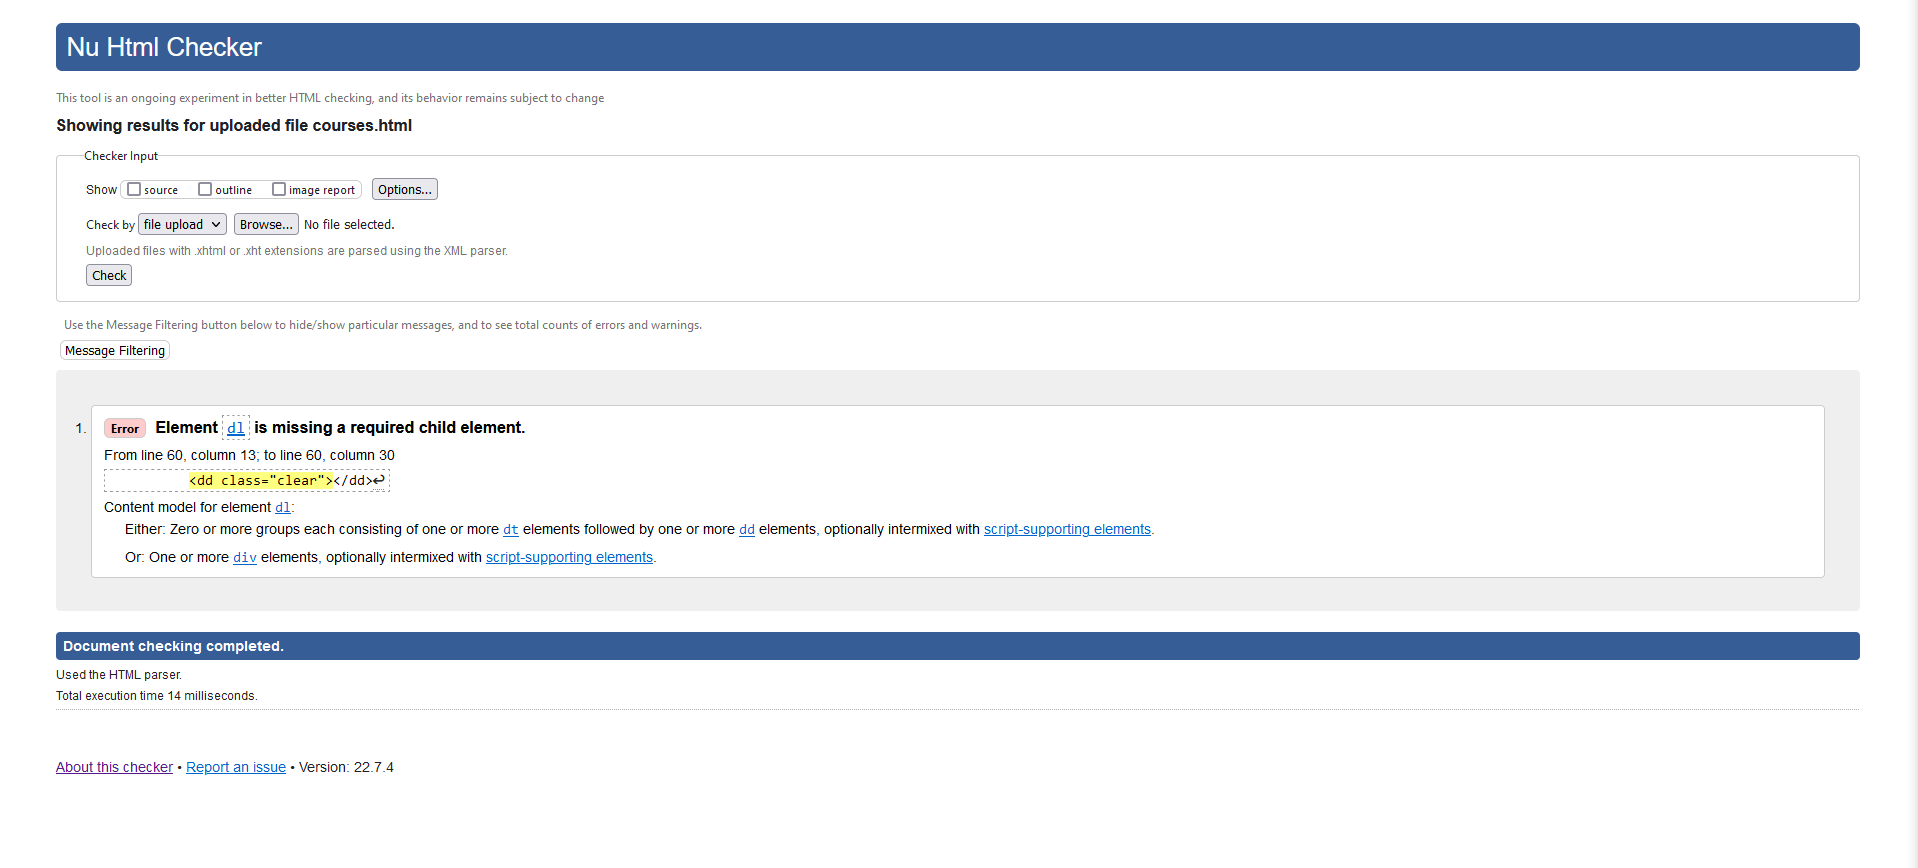 Nu Html Checker
This tool is an ongoing experiment in better HTML checking, and its behavior remains subject to change
Showing results for uploaded file courses.html
Checker Input
Show source outline image report Options...
Check by file upload Browse... No file selected.
Uploaded files with .xhtml or .xht extensions are parsed using the XML parser.
Check
Use the Message Filtering button below to hide/show particular messages, and to see total counts of errors and warnings.
Message Filtering
1. Error Element dl is missing a required child element.
From line 60, column 13; to line 60, column 30
<dd class="clear"></dd>↩
Content model for element dl:
Either: Zero or more groups each consisting of one or more dt elements followed by one or more dd elements, optionally intermixed with script-supporting elements.
Or: One or more div elements, optionally intermixed with script-supporting elements.
Document checking completed.
Used the HTML parser.
Total execution time 14 milliseconds.
About this checker • Report an issue • Version: 22.7.4